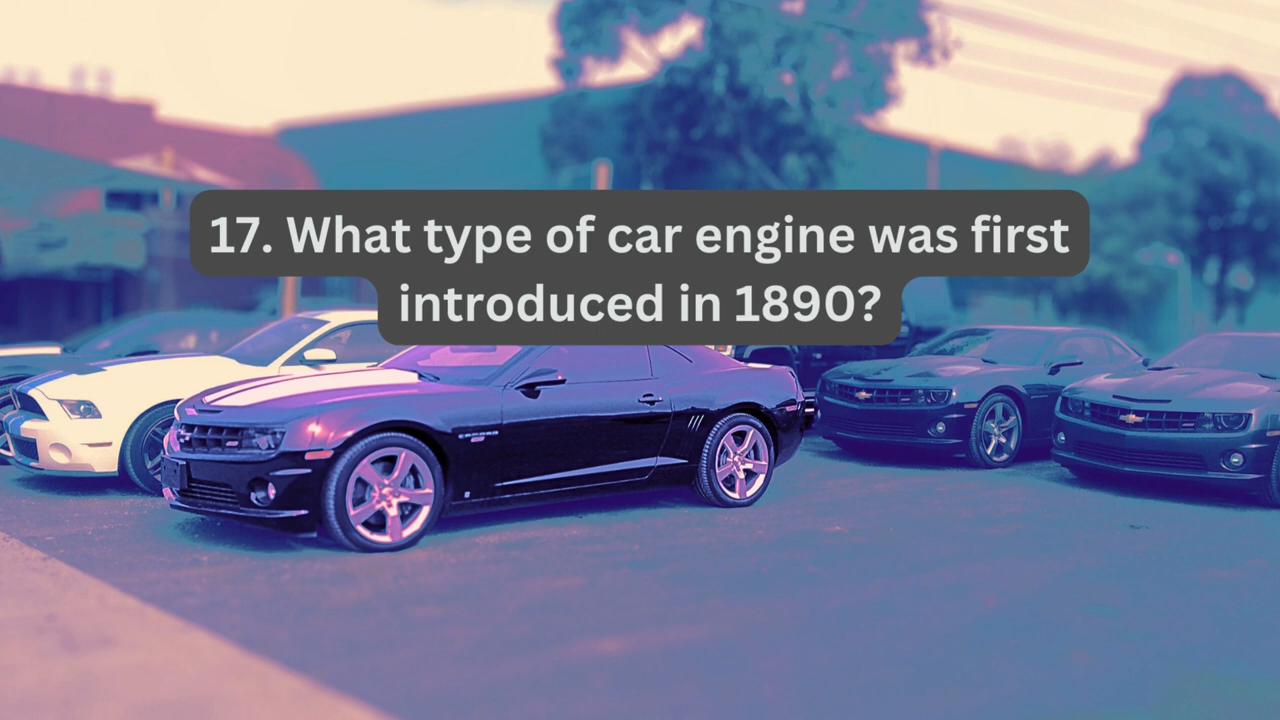 17. What type of car engine was first
introduced in 1890?